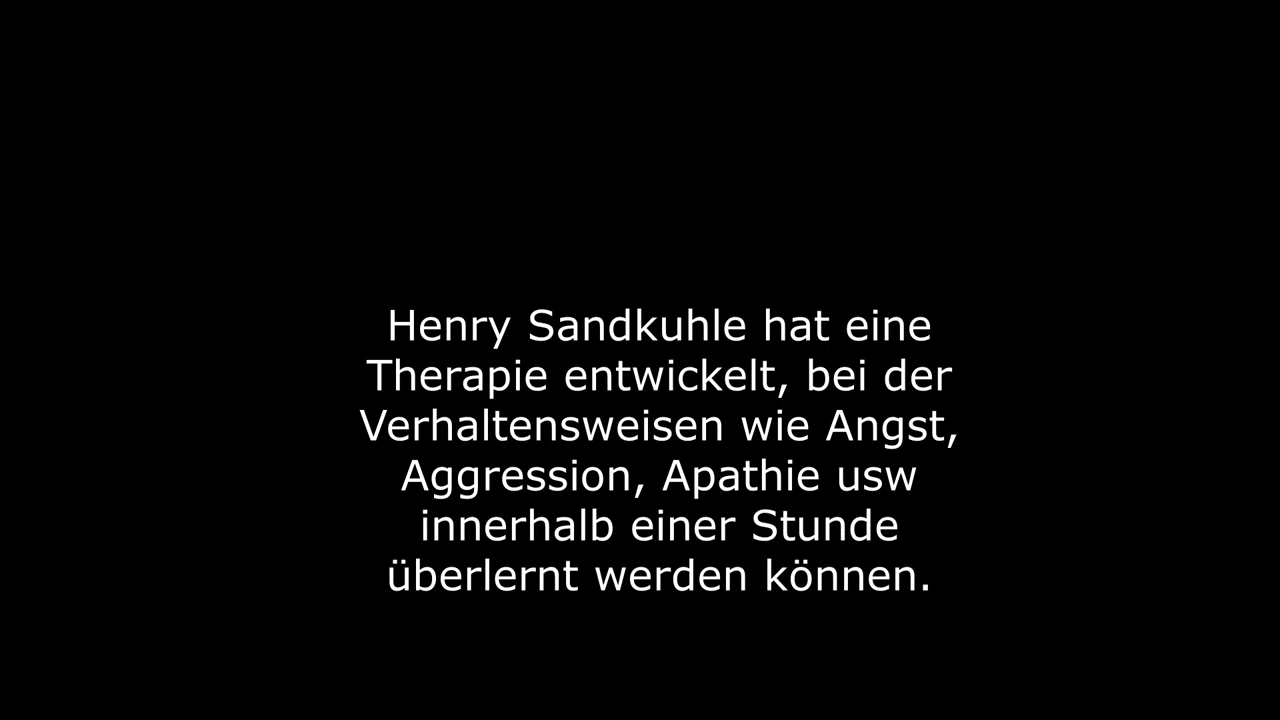 Henry Sandkuhle hat eine
Therapie entwickelt, bei der
Verhaltensweisen wie Angst,
Aggression, Apathie usw
innerhalb einer Stunde
überlernt werden können.